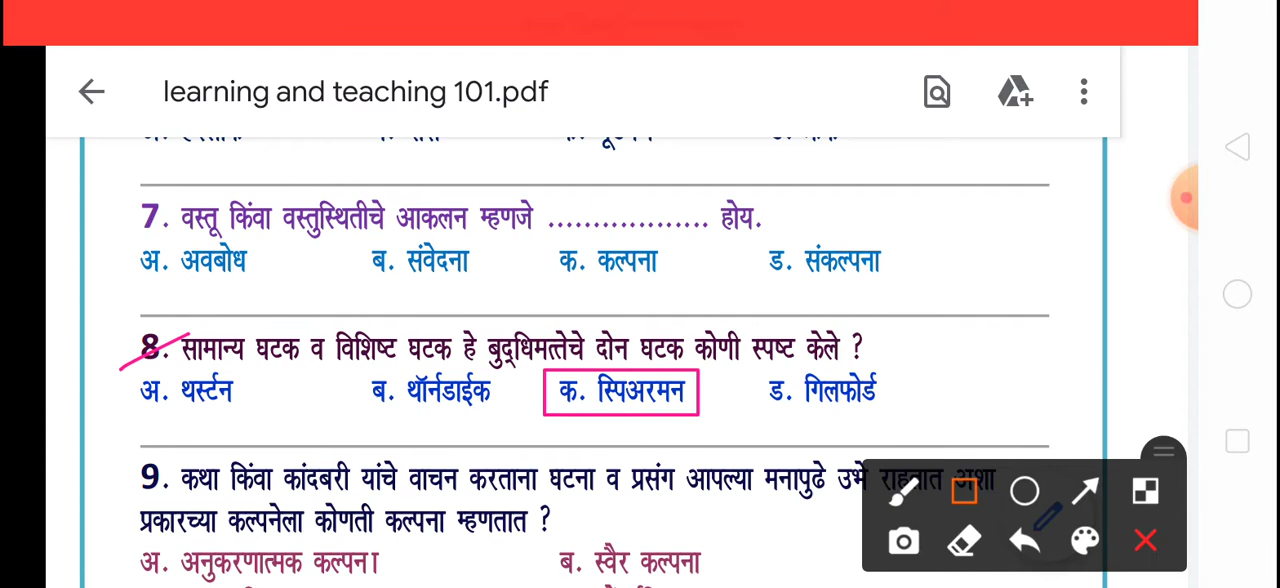 learning and teaching 101.pdf
7. वस्तू किंवा वस्तुस्थितीचे आकलन म्हणजे ................... होय.
अ. अवबोध ब. संवेदना क. कल्पना ड. संकल्पना
8. सामान्य घटक व विशिष्ट घटक हे बुद्धिमत्तेचे दोन घटक कोणी स्पष्ट केले ?
अ. थर्स्टन ब. थॉर्नडाईक क. स्पिअरमन ड. गिलफोर्ड
9. कथा किंवा कांदबरी यांचे वाचन करताना घटना व प्रसंग आपल्या मनापुढे उभे राहतात अशा
प्रकारच्या कल्पनेला कोणती कल्पना म्हणतात ?
अ. अनुकरणात्मक कल्पना ब. स्वैर कल्पना